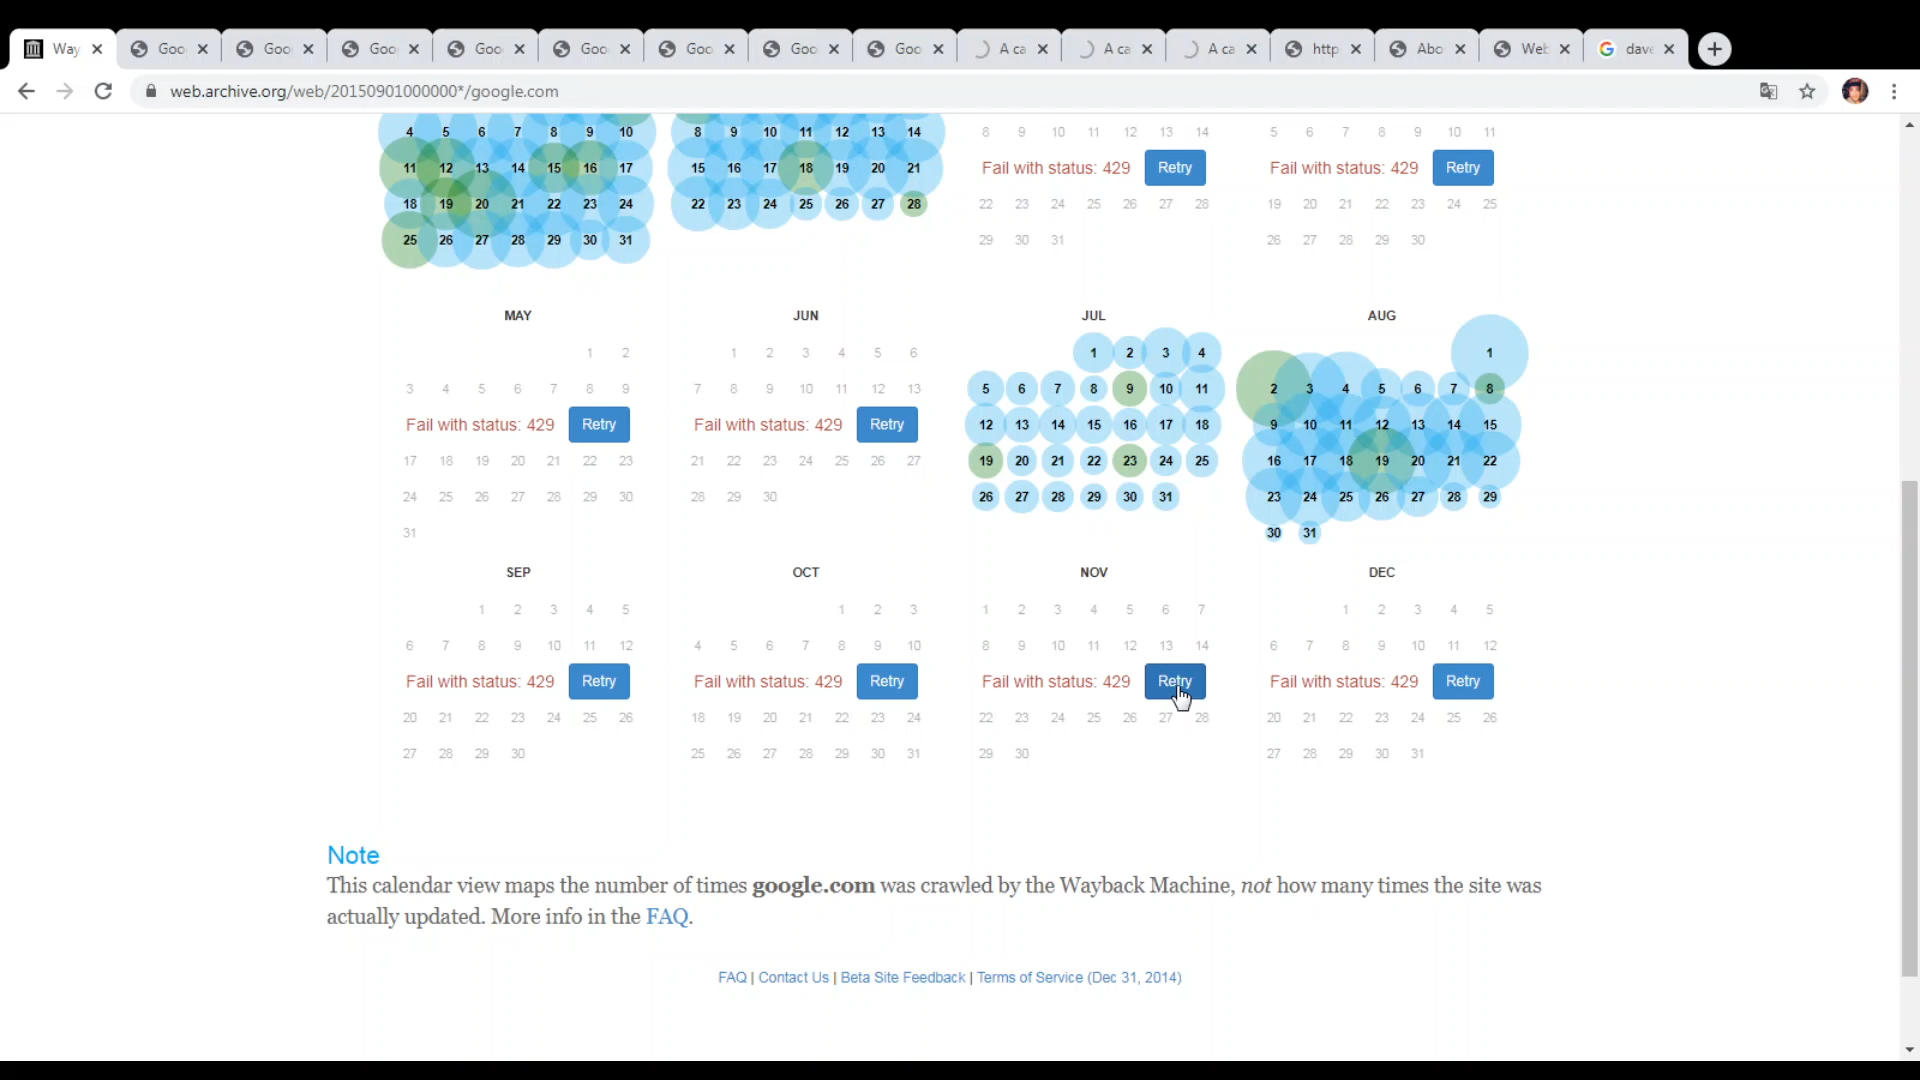 Way
Goo
Goo
Goo
Goo
Goo
Goo
Goo
Goo
A ca
A ca
A ca
http
Abo
Web
dave
web.archive.org/web/20150901000000*/google.com
4 5 6 7 8 9 10 8 9 10 11 12 13 14 8 9 10 11 12 13 14 5 6 7 8 9 10 11
11 12 13 14 15 16 17 15 16 17 18 19 20 21 Fail with status: 429 Retry Fail with status: 429 Retry
18 19 20 21 22 23 24 22 23 24 25 26 27 28 22 23 24 25 26 27 28 19 20 21 22 23 24 25
25 26 27 28 29 30 31 29 30 31 26 27 28 29 30
MAY JUN JUL AUG
1 2 1 2 3 4 5 6 1 2 3 4 1
3 4 5 6 7 8 9 7 8 9 10 11 12 13 5 6 7 8 9 10 11 2 3 4 5 6 7 8
Fail with status: 429 Retry Fail with status: 429 Retry 12 13 14 15 16 17 18 9 10 11 12 13 14 15
17 18 19 20 21 22 23 21 22 23 24 25 26 27 19 20 21 22 23 24 25 16 17 18 19 20 21 22
24 25 26 27 28 29 30 28 29 30 26 27 28 29 30 31 23 24 25 26 27 28 29
31 30 31
SEP OCT NOV DEC
1 2 3 4 5 1 2 3 1 2 3 4 5 6 7 1 2 3 4 5
6 7 8 9 10 11 12 4 5 6 7 8 9 10 8 9 10 11 12 13 14 6 7 8 9 10 11 12
Fail with status: 429 Retry Fail with status: 429 Retry Fail with status: 429 Retry Fail with status: 429 Retry
20 21 22 23 24 25 26 18 19 20 21 22 23 24 22 23 24 25 26 27 28 20 21 22 23 24 25 26
27 28 29 30 25 26 27 28 29 30 31 29 30 27 28 29 30 31
Note
This calendar view maps the number of times google.com was crawled by the Wayback Machine, not how many times the site was
actually updated. More info in the FAQ.
FAQ | Contact Us | Beta Site Feedback | Terms of Service (Dec 31, 2014)